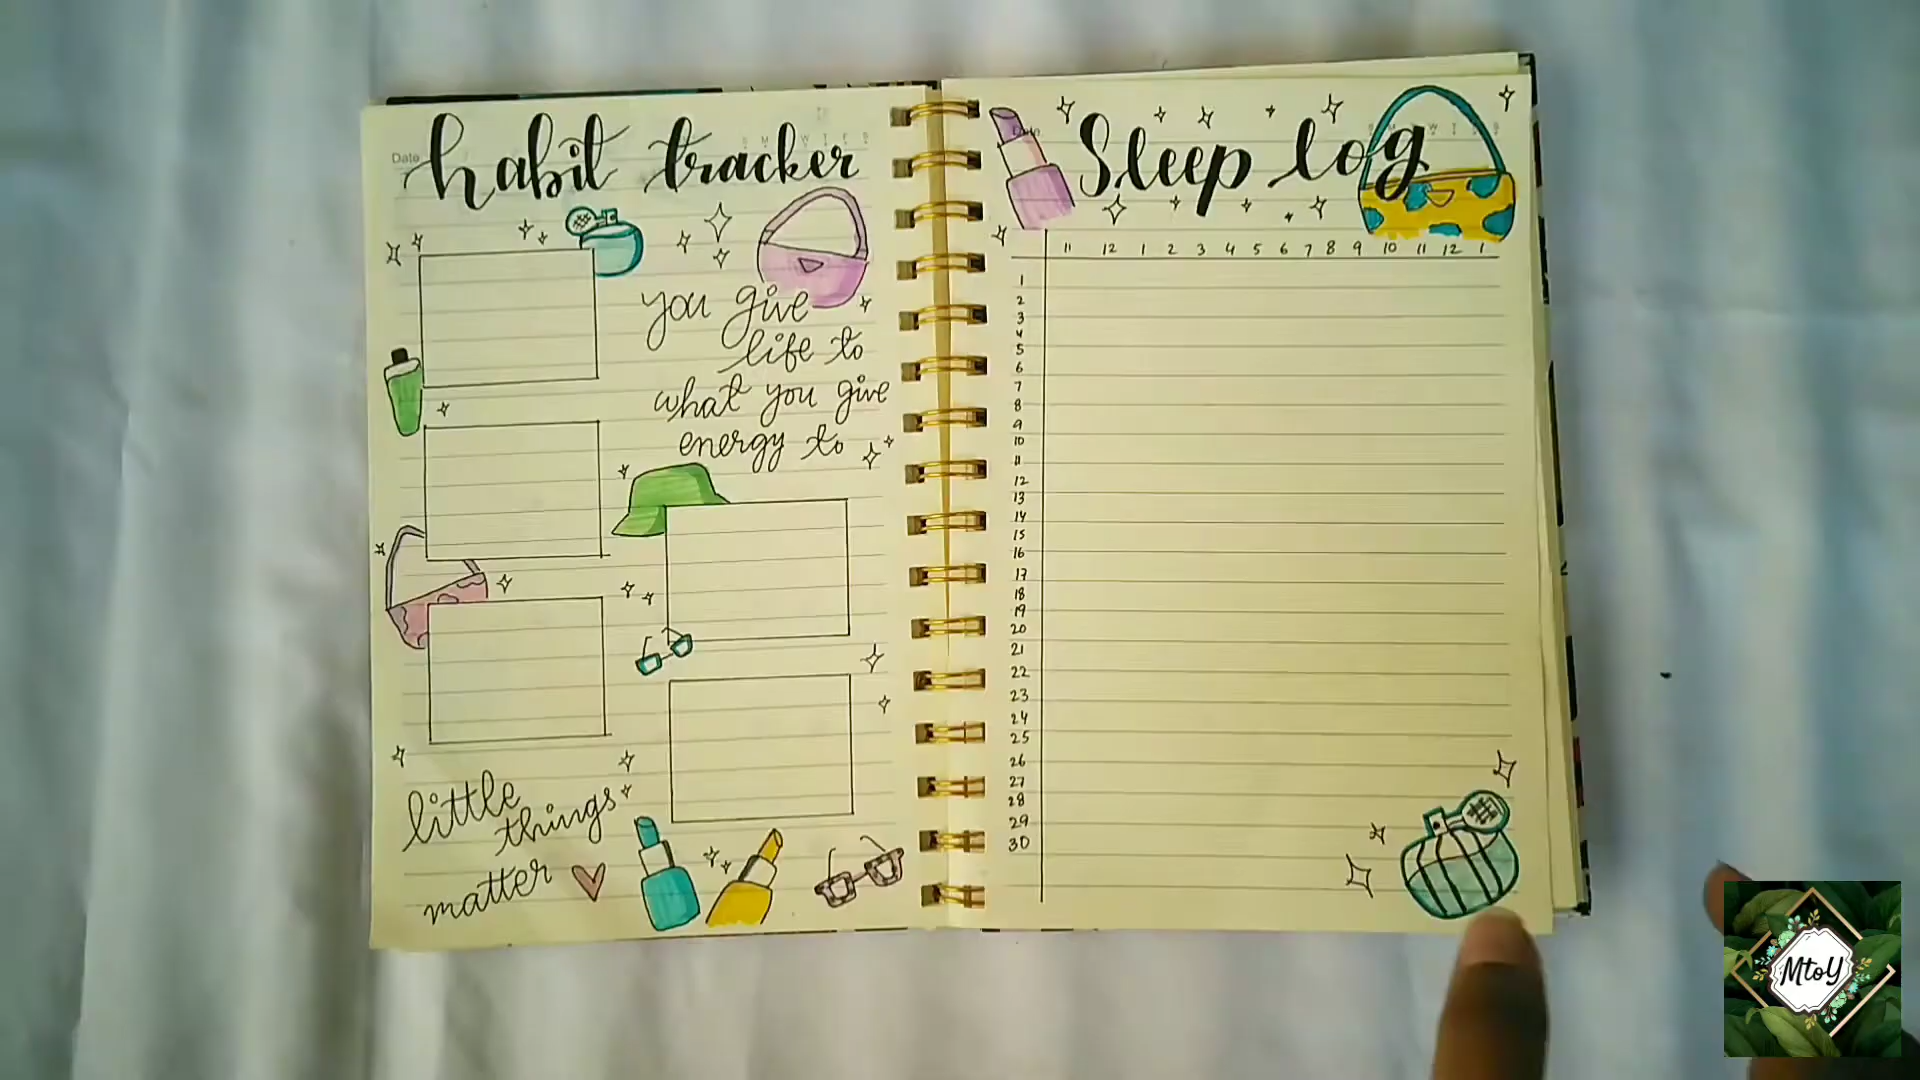 Date
habit tracker
you give
life to
what you give
energy to
little
things
matter
Sleep log
11 12 1 2 3 4 5 6 7 8 9 10 11 12 1
1
2
3
4
5
6
7
8
9
10
11
12
13
14
15
16
17
18
19
20
21
22
23
24
25
26
27
28
29
30
MtoY